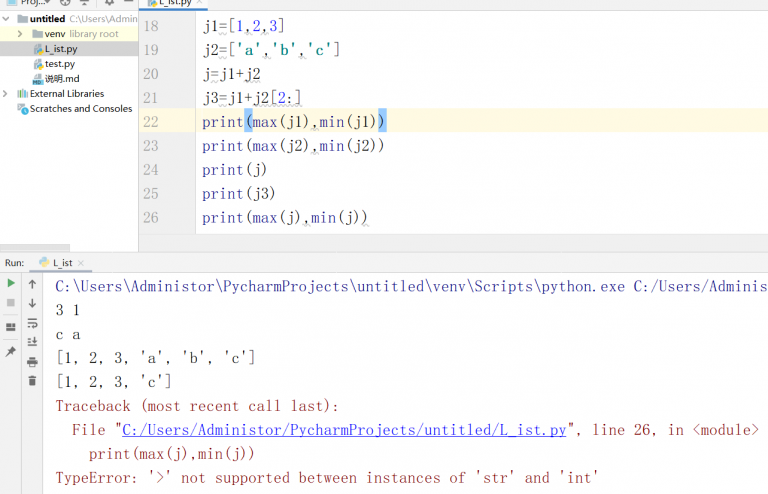 Proj...
L_ist.py
untitled C:\Users\Admin
venv library root
L_ist.py
test.py
说明.md
External Libraries
Scratches and Consoles
18 j1=[1,2,3]
19 j2=['a','b','c']
20 j=j1+j2
21 j3=j1+j2[2:]
22 print(max(j1),min(j1))
23 print(max(j2),min(j2))
24 print(j)
25 print(j3)
26 print(max(j),min(j))
Run: L_ist
C:\Users\Administor\PycharmProjects\untitled\venv\Scripts\python.exe C:/Users/Adminis
3 1
c a
[1, 2, 3, 'a', 'b', 'c']
[1, 2, 3, 'c']
Traceback (most recent call last):
File "C:/Users/Administor/PycharmProjects/untitled/L_ist.py", line 26, in <module>
print(max(j),min(j))
TypeError: '>' not supported between instances of 'str' and 'int'